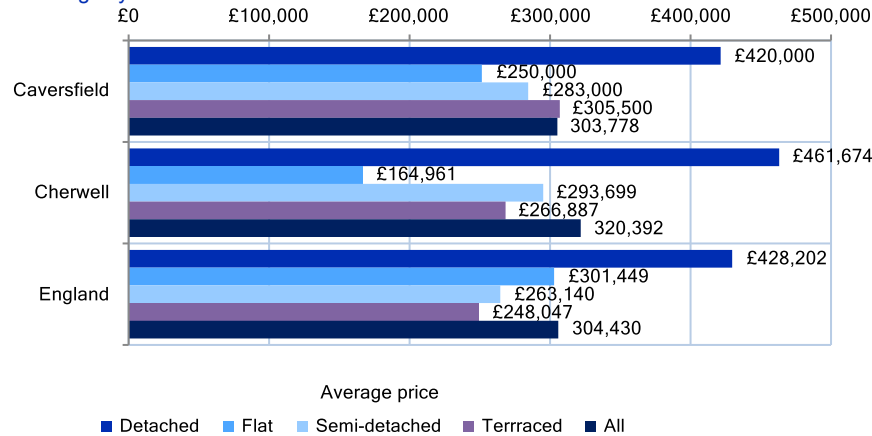 £0 £100,000 £200,000 £300,000 £400,000 £500,000
£420,000
£250,000
Caversfield £283,000
£305,500
303,778
£461,674
£164,961
Cherwell £293,699
£266,887
320,392
£428,202
£301,449
England £263,140
£248,047
304,430
Average price
Detached Flat Semi-detached Terrraced All